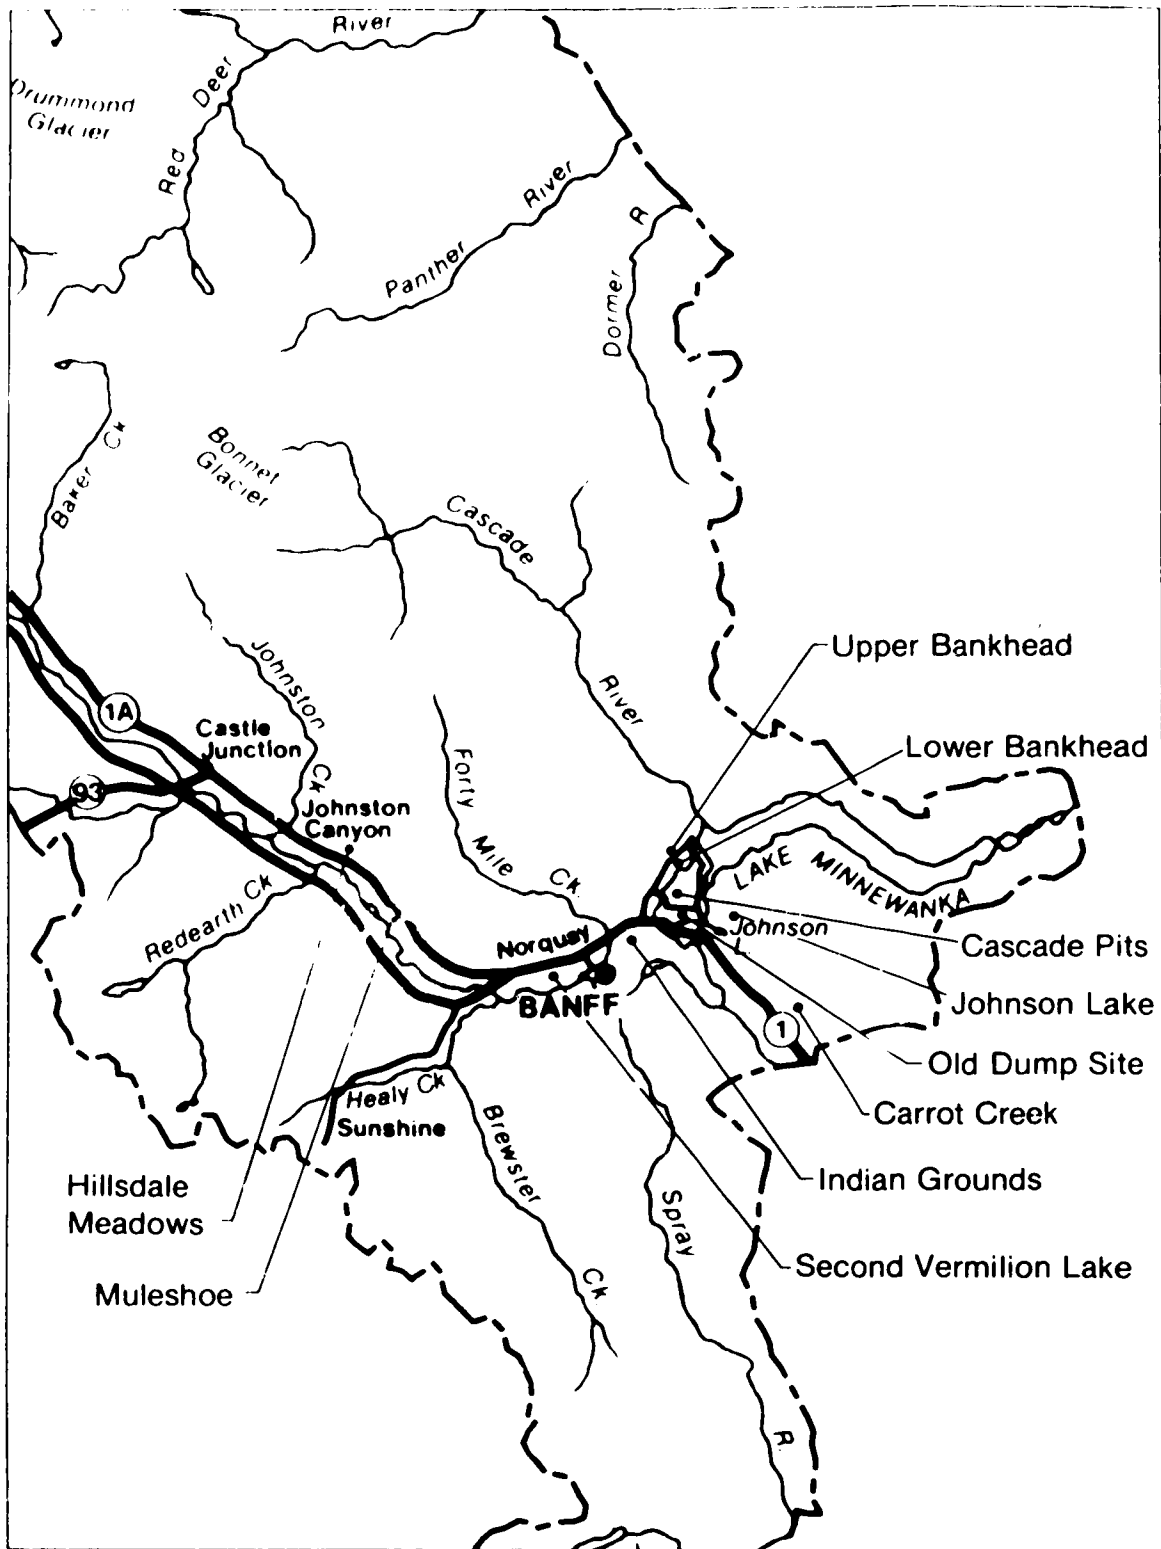 River
Drummond
Glacier
Red Deer
Panther River
Dormer R
Baker Ck
Bonnet
Glacier
Cascade River
Johnston Ck
Upper Bankhead
1A
Castle
Junction
Forty Mile Ck.
Lower Bankhead
93
Johnston
Canyon
LAKE MINNEWANKA
Redearth Ck
Norquay
Johnson
Cascade Pits
BANFF
Johnson Lake
1
Old Dump Site
Healy Ck
Sunshine
Carrot Creek
Brewster Ck.
Hillsdale
Meadows
Indian Grounds
Spray R.
Second Vermilion Lake
Muleshoe